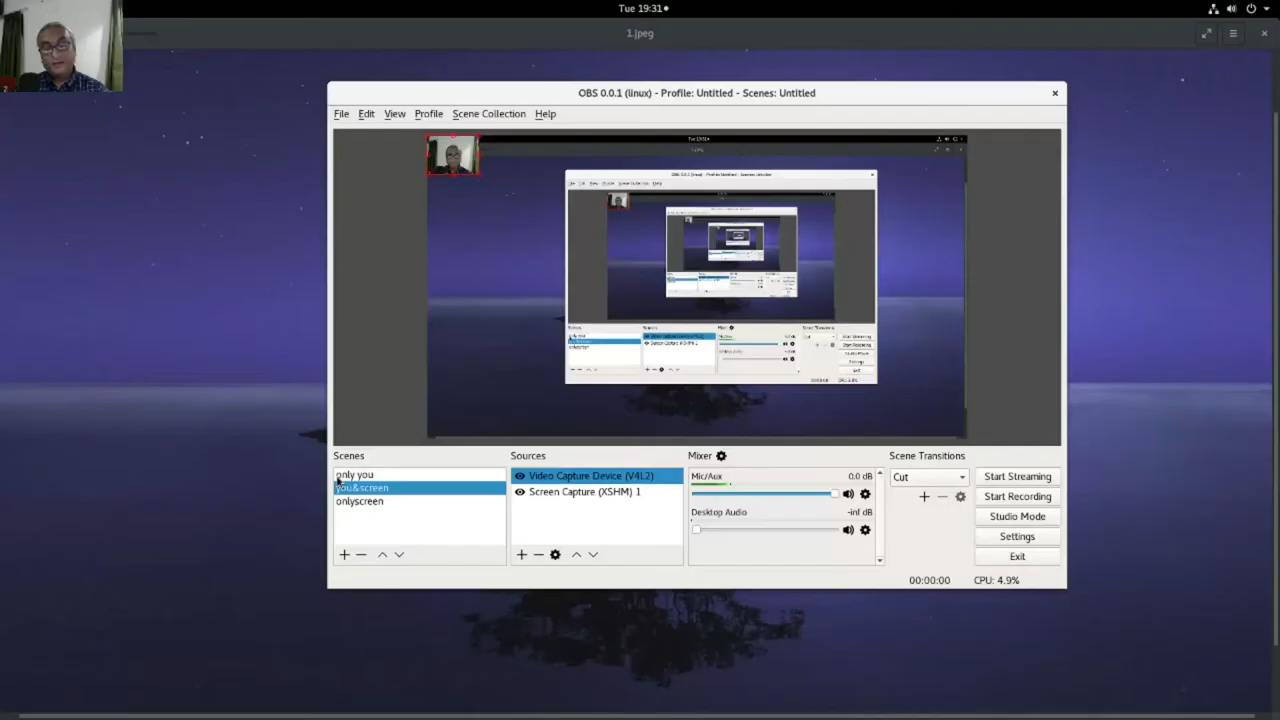 Tue 19:31
1.jpeg
OBS 0.0.1 (linux) - Profile: Untitled - Scenes: Untitled
File Edit View Profile Scene Collection Help
Scenes
only you
you&screen
onlyscreen
Sources
Video Capture Device (V4L2)
Screen Capture (XSHM) 1
Mixer
Mic/Aux 0.0 dB
Desktop Audio -inf dB
Scene Transitions
Cut
Start Streaming
Start Recording
Studio Mode
Settings
Exit
00:00:00 CPU: 4.9%